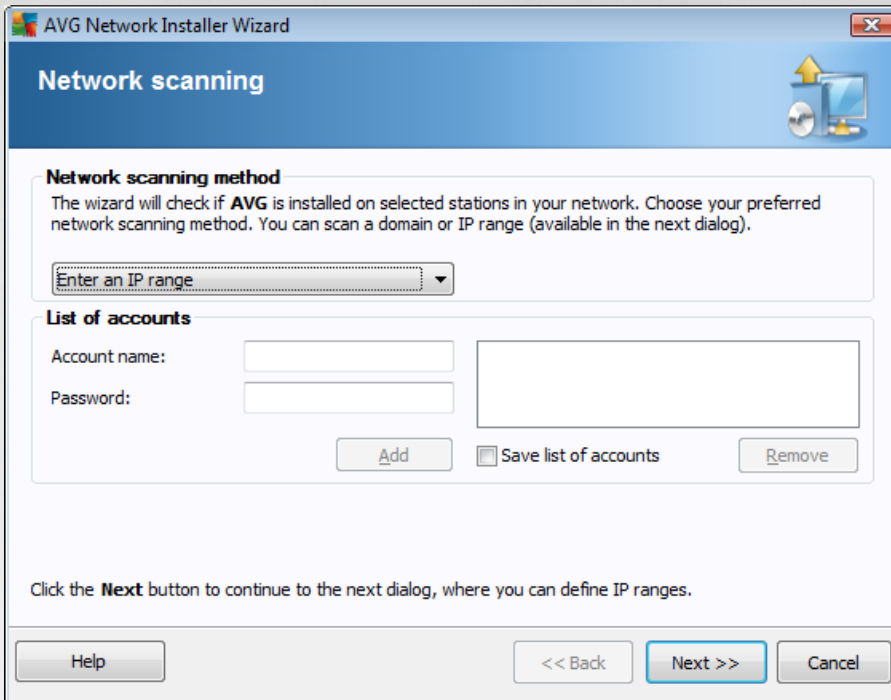 AVG Network Installer Wizard
Network scanning
Network scanning method
The wizard will check if AVG is installed on selected stations in your network. Choose your preferred
network scanning method. You can scan a domain or IP range (available in the next dialog).
Enter an IP range
List of accounts
Account name:
Password:
Add
Save list of accounts
Remove
Click the Next button to continue to the next dialog, where you can define IP ranges.
Help
<< Back
Next >>
Cancel